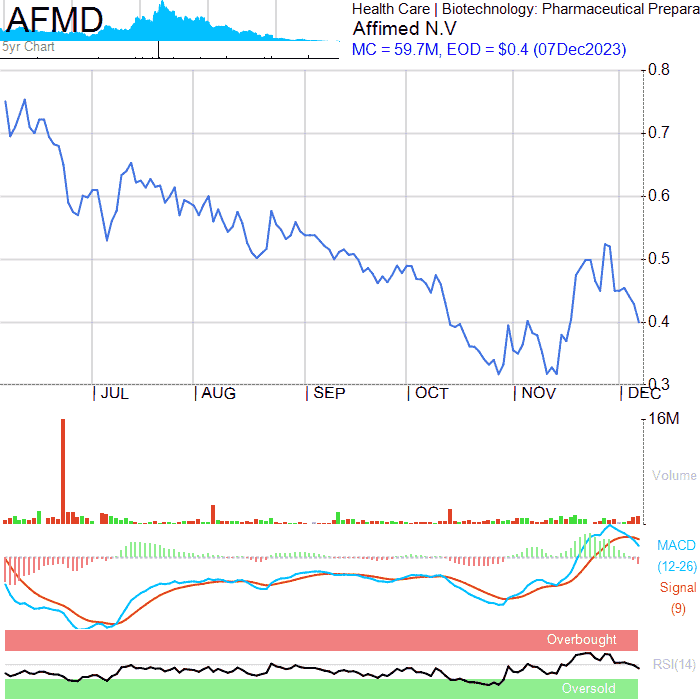 AFMD
5yr Chart
Health Care | Biotechnology: Pharmaceutical Prepara
Affimed N.V
MC = 59.7M, EOD = $0.4 (07Dec2023)
0.8
0.7
0.6
0.5
0.4
0.3
JUL AUG SEP OCT NOV DEC
16M
Volume
MACD
(12-26)
Signal
(9)
Overbought
RSI(14)
Oversold